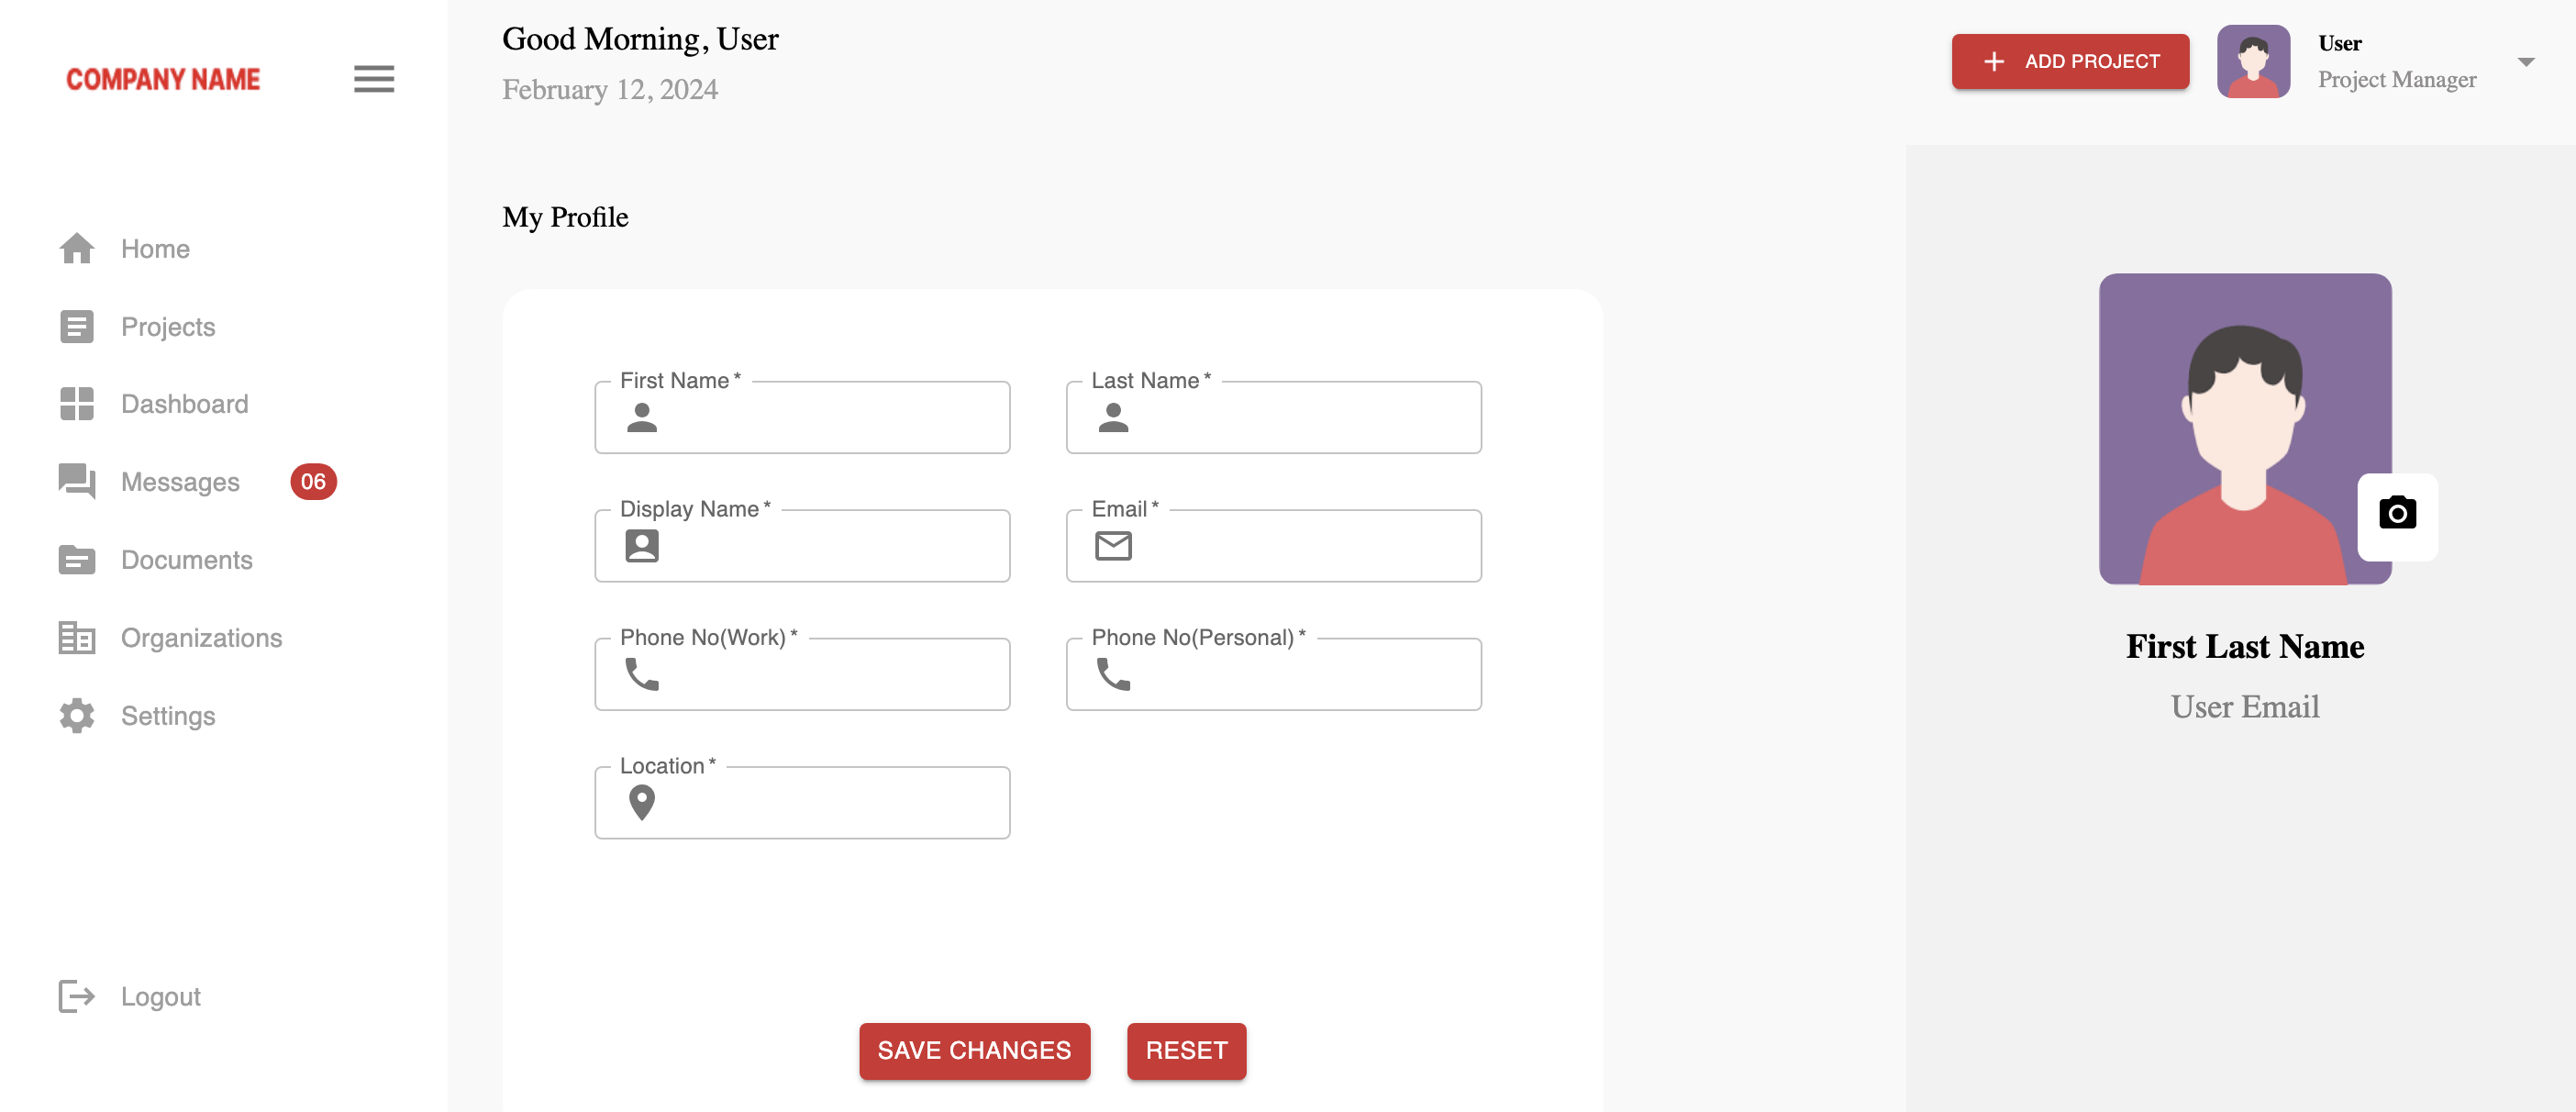 COMPANY NAME
Home
Projects
Dashboard
Messages 06
Documents
Organizations
Settings
Logout
Good Morning, User
February 12, 2024
ADD PROJECT
User
Project Manager
My Profile
First Name *
Last Name *
Display Name *
Email *
Phone No(Work) *
Phone No(Personal) *
Location *
SAVE CHANGES
RESET
First Last Name
User Email